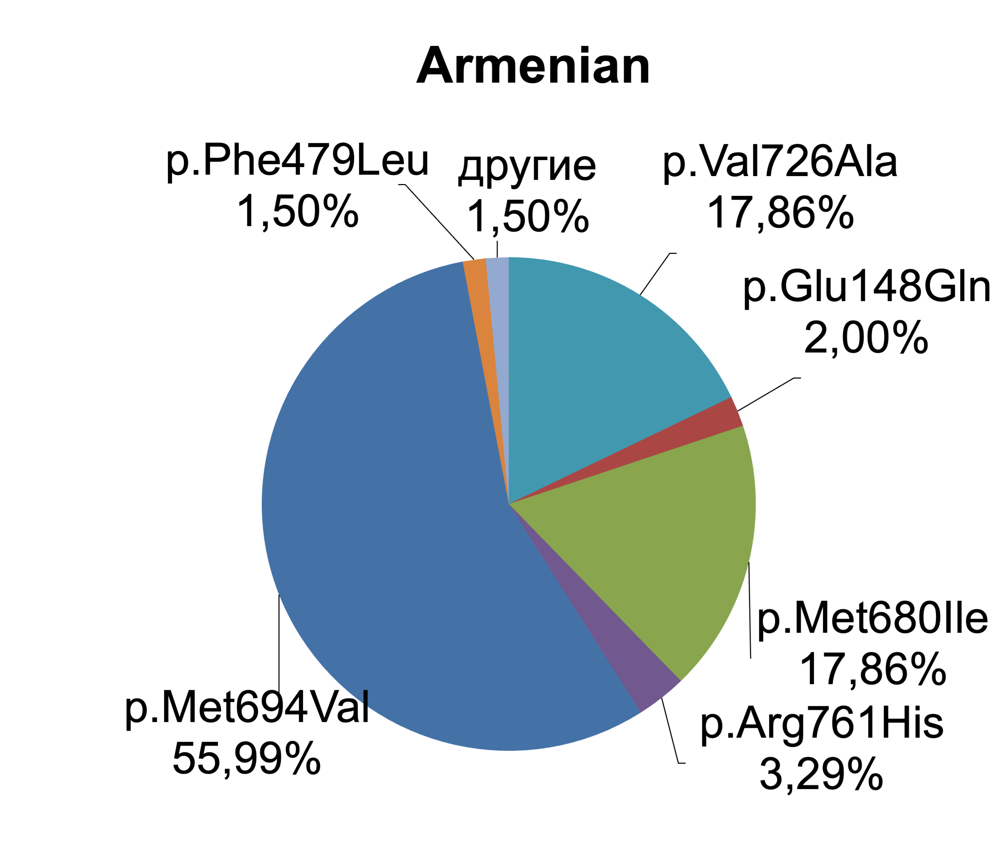 Armenian
p.Phe479Leu
1,50%
другие
1,50%
p.Val726Ala
17,86%
p.Glu148Gln
2,00%
p.Met680Ile
17,86%
p.Arg761His
3,29%
p.Met694Val
55,99%